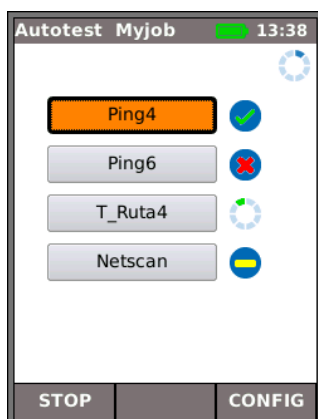 Autotest Myjob 13:38
Ping4
Ping6
T_Ruta4
Netscan
STOP CONFIG